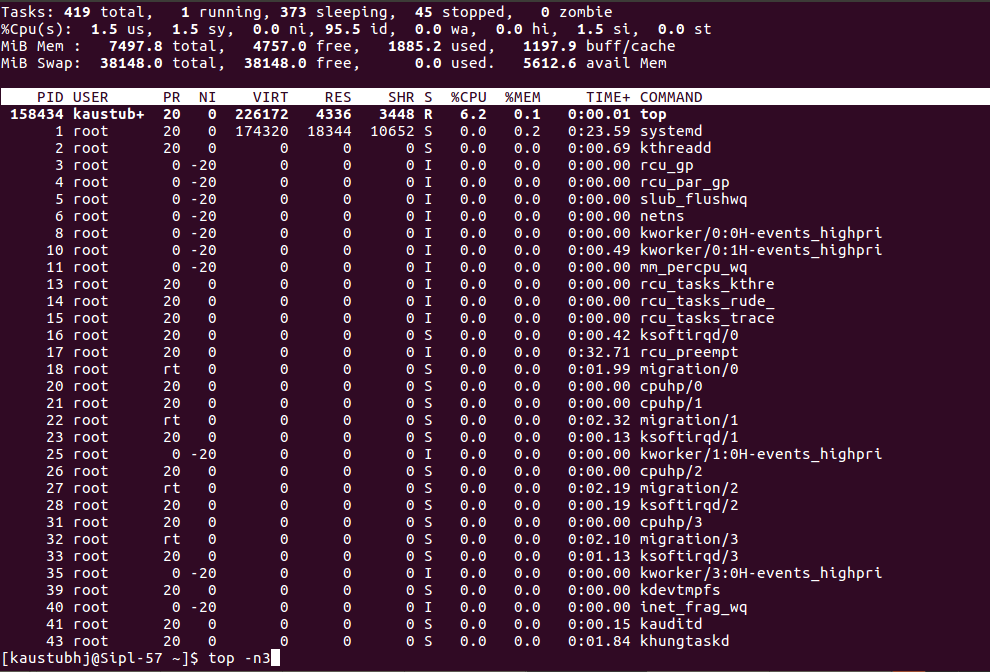 Tasks: 419 total,   1 running, 373 sleeping,  45 stopped,   0 zombie
%Cpu(s):  1.5 us,  1.5 sy,  0.0 ni, 95.5 id,  0.0 wa,  0.0 hi,  1.5 si,  0.0 st
MiB Mem :   7497.8 total,   4757.0 free,   1885.2 used,   1197.9 buff/cache
MiB Swap:  38148.0 total,  38148.0 free,      0.0 used.   5612.6 avail Mem
PID USER      PR  NI    VIRT    RES    SHR S  %CPU  %MEM     TIME+ COMMAND
158434 kaustub+  20   0  226172   4336   3448 R   6.2   0.1   0:00.01 top
1 root      20   0  174320  18344  10652 S   0.0   0.2   0:23.59 systemd
2 root      20   0       0      0      0 S   0.0   0.0   0:00.69 kthreadd
3 root       0 -20       0      0      0 I   0.0   0.0   0:00.00 rcu_gp
4 root       0 -20       0      0      0 I   0.0   0.0   0:00.00 rcu_par_gp
5 root       0 -20       0      0      0 I   0.0   0.0   0:00.00 slub_flushwq
6 root       0 -20       0      0      0 I   0.0   0.0   0:00.00 netns
8 root       0 -20       0      0      0 I   0.0   0.0   0:00.00 kworker/0:0H-events_highpri
10 root       0 -20       0      0      0 I   0.0   0.0   0:00.49 kworker/0:1H-events_highpri
11 root       0 -20       0      0      0 I   0.0   0.0   0:00.00 mm_percpu_wq
13 root      20   0       0      0      0 I   0.0   0.0   0:00.00 rcu_tasks_kthre
14 root      20   0       0      0      0 I   0.0   0.0   0:00.00 rcu_tasks_rude_
15 root      20   0       0      0      0 I   0.0   0.0   0:00.00 rcu_tasks_trace
16 root      20   0       0      0      0 S   0.0   0.0   0:00.42 ksoftirqd/0
17 root      20   0       0      0      0 I   0.0   0.0   0:32.71 rcu_preempt
18 root      rt   0       0      0      0 S   0.0   0.0   0:01.99 migration/0
20 root      20   0       0      0      0 S   0.0   0.0   0:00.00 cpuhp/0
21 root      20   0       0      0      0 S   0.0   0.0   0:00.00 cpuhp/1
22 root      rt   0       0      0      0 S   0.0   0.0   0:02.32 migration/1
23 root      20   0       0      0      0 S   0.0   0.0   0:00.13 ksoftirqd/1
25 root       0 -20       0      0      0 I   0.0   0.0   0:00.00 kworker/1:0H-events_highpri
26 root      20   0       0      0      0 S   0.0   0.0   0:00.00 cpuhp/2
27 root      rt   0       0      0      0 S   0.0   0.0   0:02.19 migration/2
28 root      20   0       0      0      0 S   0.0   0.0   0:00.19 ksoftirqd/2
31 root      20   0       0      0      0 S   0.0   0.0   0:00.00 cpuhp/3
32 root      rt   0       0      0      0 S   0.0   0.0   0:02.10 migration/3
33 root      20   0       0      0      0 S   0.0   0.0   0:01.13 ksoftirqd/3
35 root       0 -20       0      0      0 I   0.0   0.0   0:00.00 kworker/3:0H-events_highpri
39 root      20   0       0      0      0 S   0.0   0.0   0:00.00 kdevtmpfs
40 root       0 -20       0      0      0 I   0.0   0.0   0:00.00 inet_frag_wq
41 root      20   0       0      0      0 S   0.0   0.0   0:00.15 kauditd
43 root      20   0       0      0      0 S   0.0   0.0   0:01.84 khungtaskd
[kaustubhj@Sipl-57 ~]$ top -n3